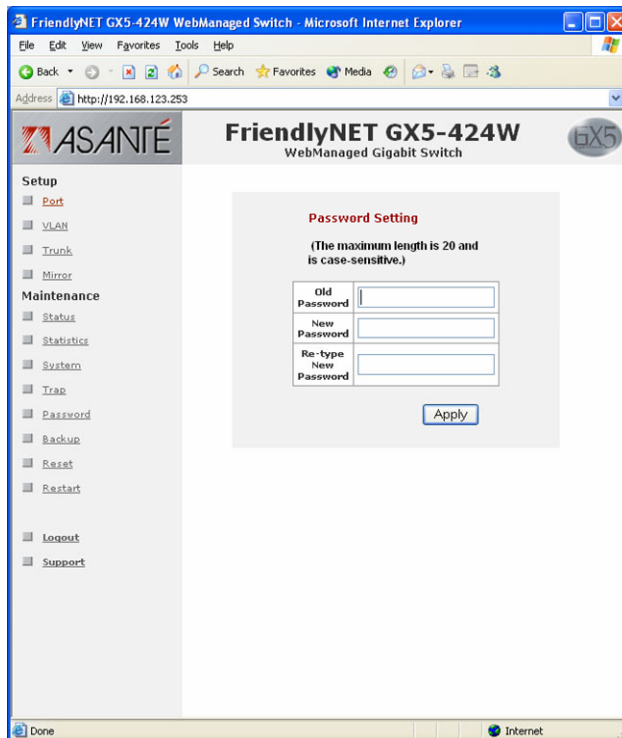 FriendlyNET GX5-424W WebManaged Switch - Microsoft Internet Explorer
File Edit View Favorites Tools Help
Back Search Favorites Media
Address http://192.168.123.253
ASANTÉ
FriendlyNET GX5-424W
WebManaged Gigabit Switch
GX5
Setup
Port
VLAN
Trunk
Mirror
Maintenance
Status
Statistics
System
Trap
Password
Backup
Reset
Restart
Logout
Support
Password Setting
(The maximum length is 20 and
is case-sensitive.)
Old
Password
New
Password
Re-type
New
Password
Apply
Done
Internet